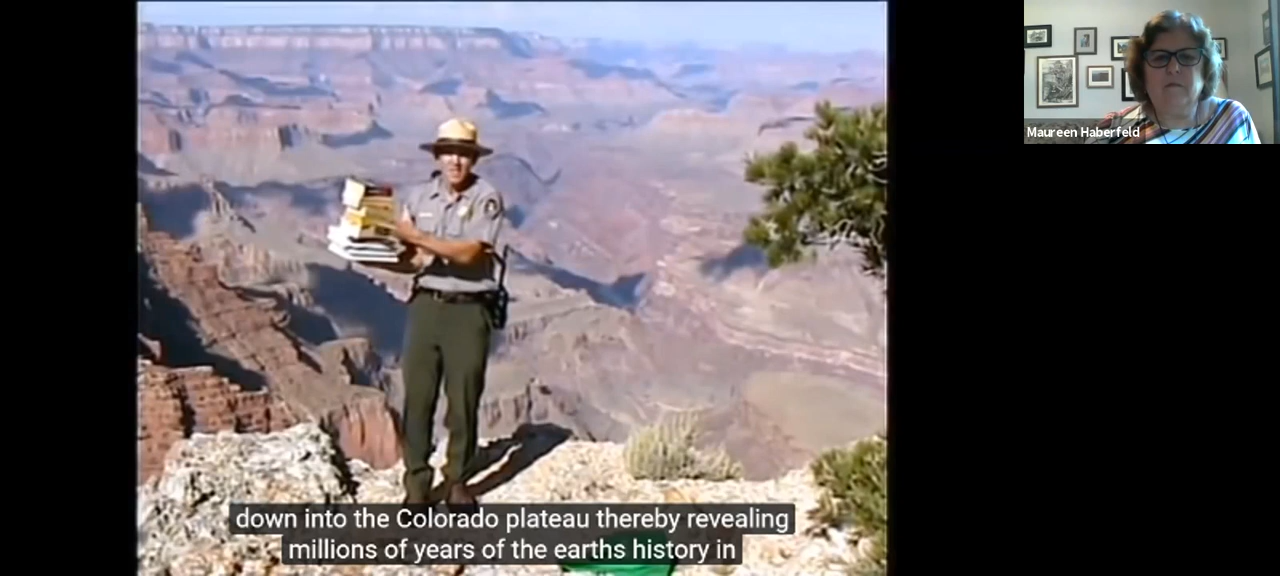 Maureen Haberfeld
down into the Colorado plateau thereby revealing
millions of years of the earths history in